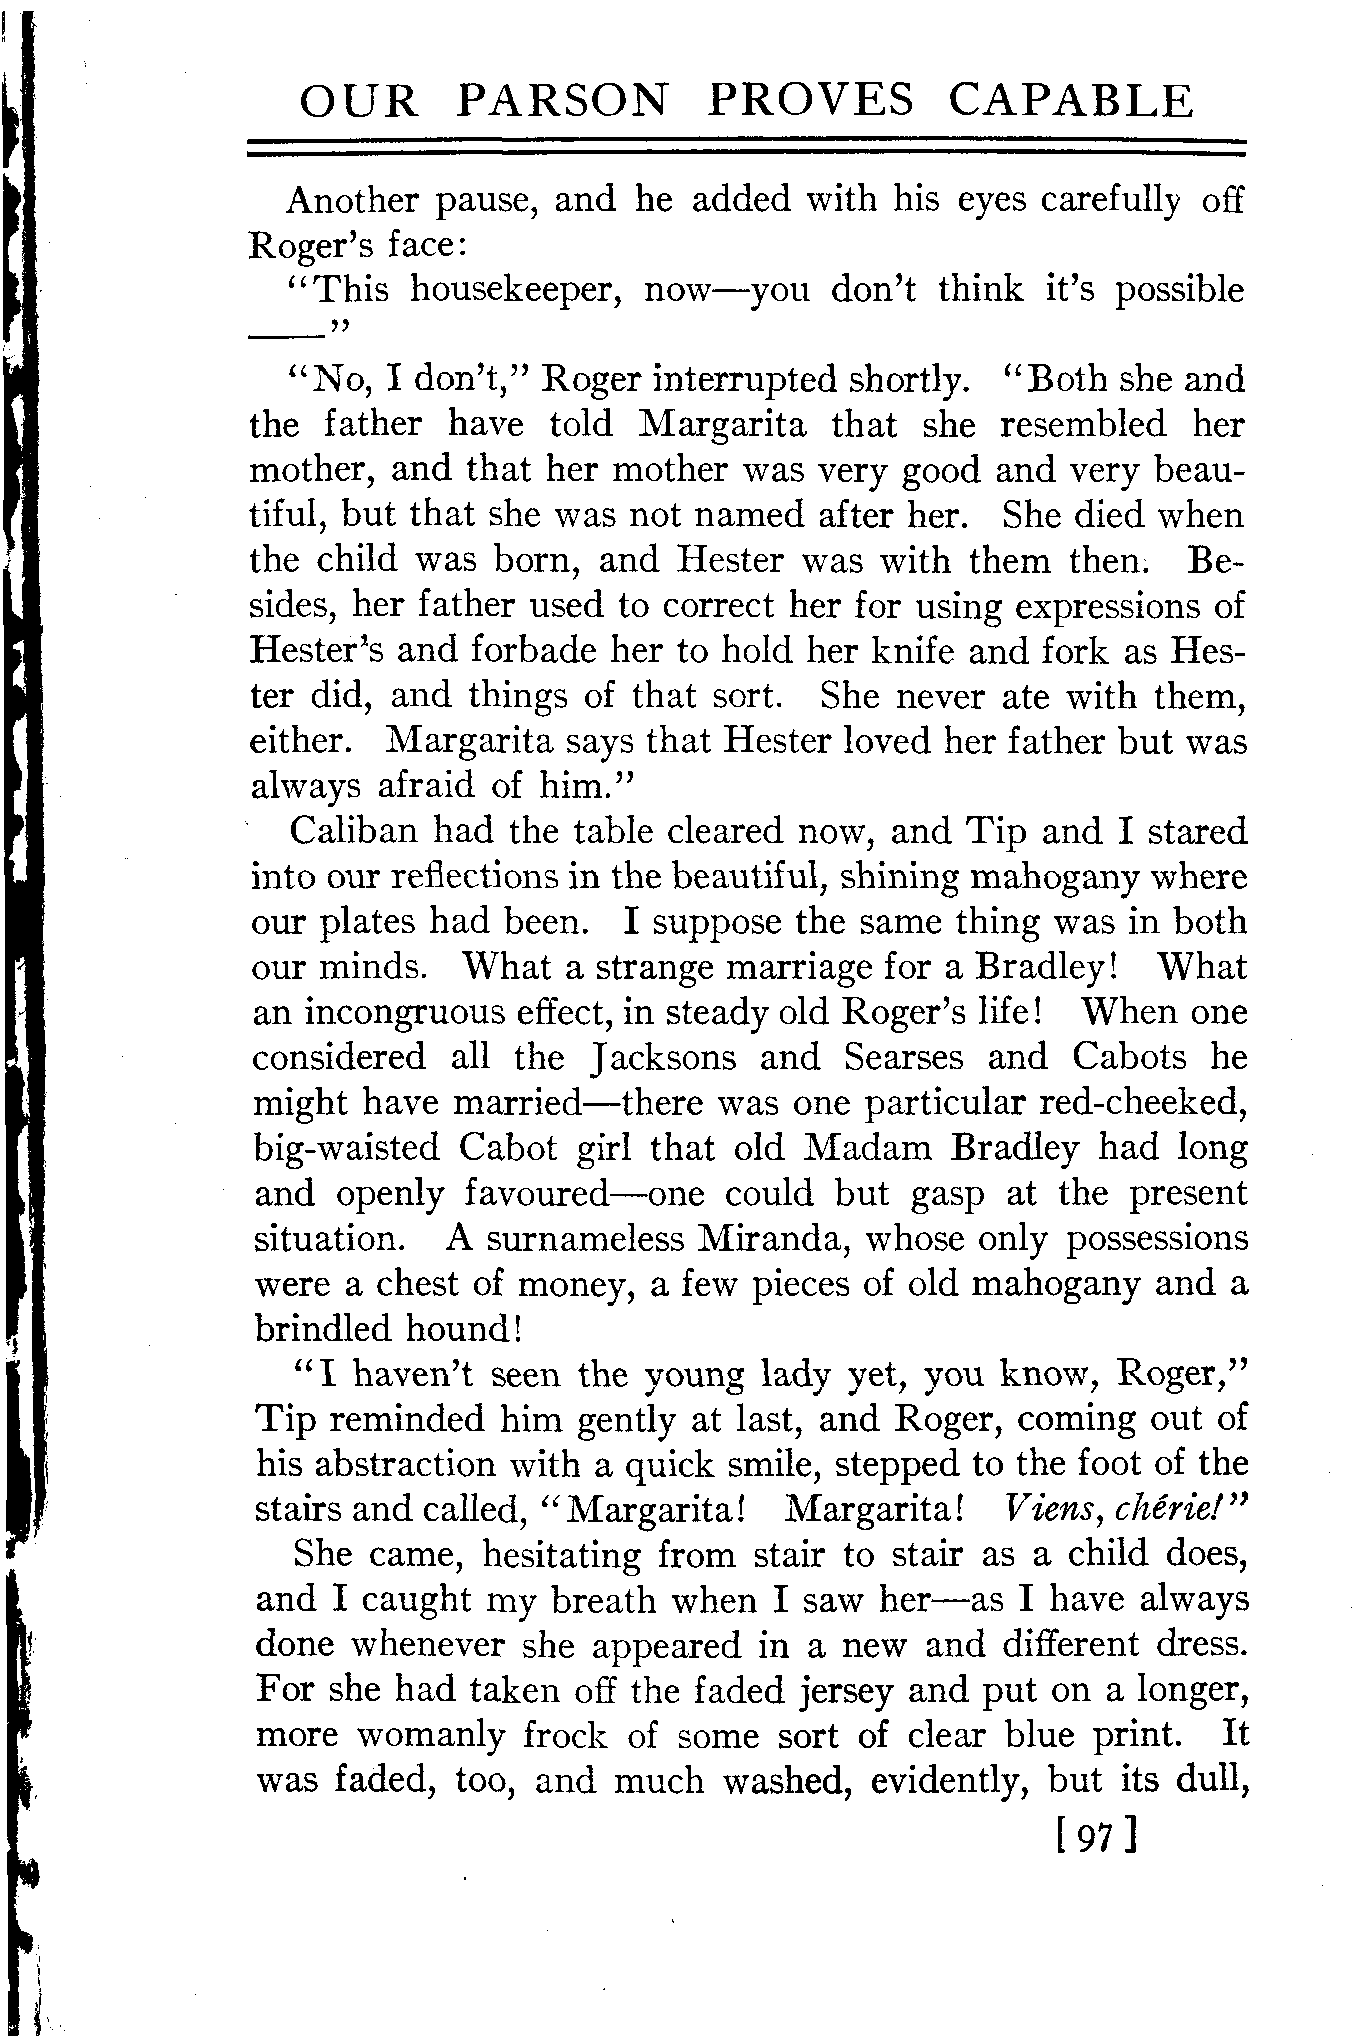 OUR PARSON PROVES CAPABLE
Another pause, and he added with his eyes carefully off
Roger's face:
"This housekeeper, now—you don't think it's possible
——"
"No, I don't," Roger interrupted shortly. "Both she and
the father have told Margarita that she resembled her
mother, and that her mother was very good and very beau-
tiful, but that she was not named after her. She died when
the child was born, and Hester was with them then. Be-
sides, her father used to correct her for using expressions of
Hester's and forbade her to hold her knife and fork as Hes-
ter did, and things of that sort. She never ate with them,
either. Margarita says that Hester loved her father but was
always afraid of him."
Caliban had the table cleared now, and Tip and I stared
into our reflections in the beautiful, shining mahogany where
our plates had been. I suppose the same thing was in both
our minds. What a strange marriage for a Bradley! What
an incongruous effect, in steady old Roger's life! When one
considered all the Jacksons and Searses and Cabots he
might have married—there was one particular red-cheeked,
big-waisted Cabot girl that old Madam Bradley had long
and openly favoured—one could but gasp at the present
situation. A surnameless Miranda, whose only possessions
were a chest of money, a few pieces of old mahogany and a
brindled hound!
"I haven't seen the young lady yet, you know, Roger,"
Tip reminded him gently at last, and Roger, coming out of
his abstraction with a quick smile, stepped to the foot of the
stairs and called, "Margarita! Margarita! Viens, chérie!"
She came, hesitating from stair to stair as a child does,
and I caught my breath when I saw her—as I have always
done whenever she appeared in a new and different dress.
For she had taken off the faded jersey and put on a longer,
more womanly frock of some sort of clear blue print. It
was faded, too, and much washed, evidently, but its dull,
[ 97 ]